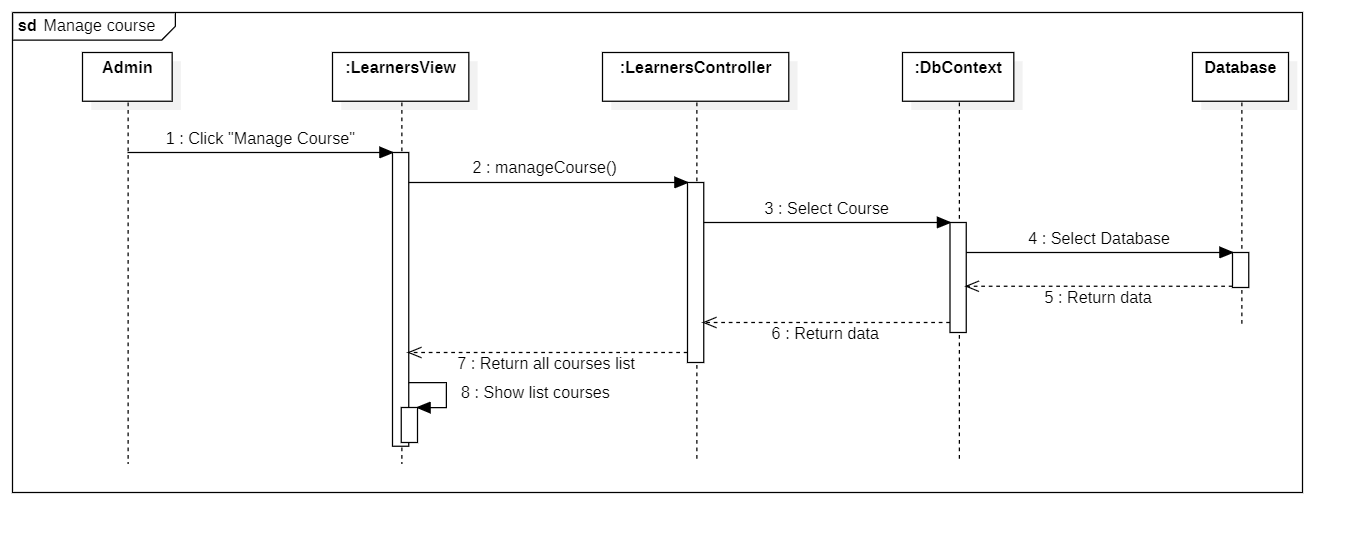 sd Manage course
Admin
:LearnersView
:LearnersController
:DbContext
Database
1 : Click "Manage Course"
2 : manageCourse()
3 : Select Course
4 : Select Database
5 : Return data
6 : Return data
7 : Return all courses list
8 : Show list courses